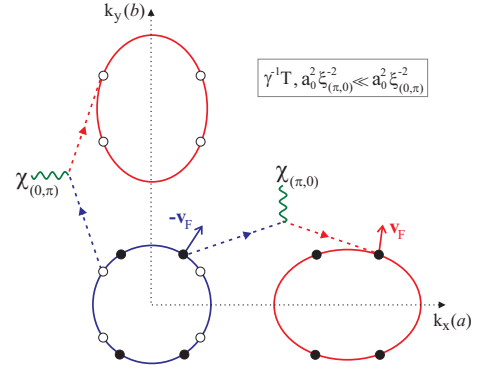 k_y(b)
γ^-1 T, a_0^2 ξ_(π,0)^-2 ≪ a_0^2 ξ_(0,π)^-2
χ_(0,π)
χ_(π,0)
-v_F
v_F
k_x(a)